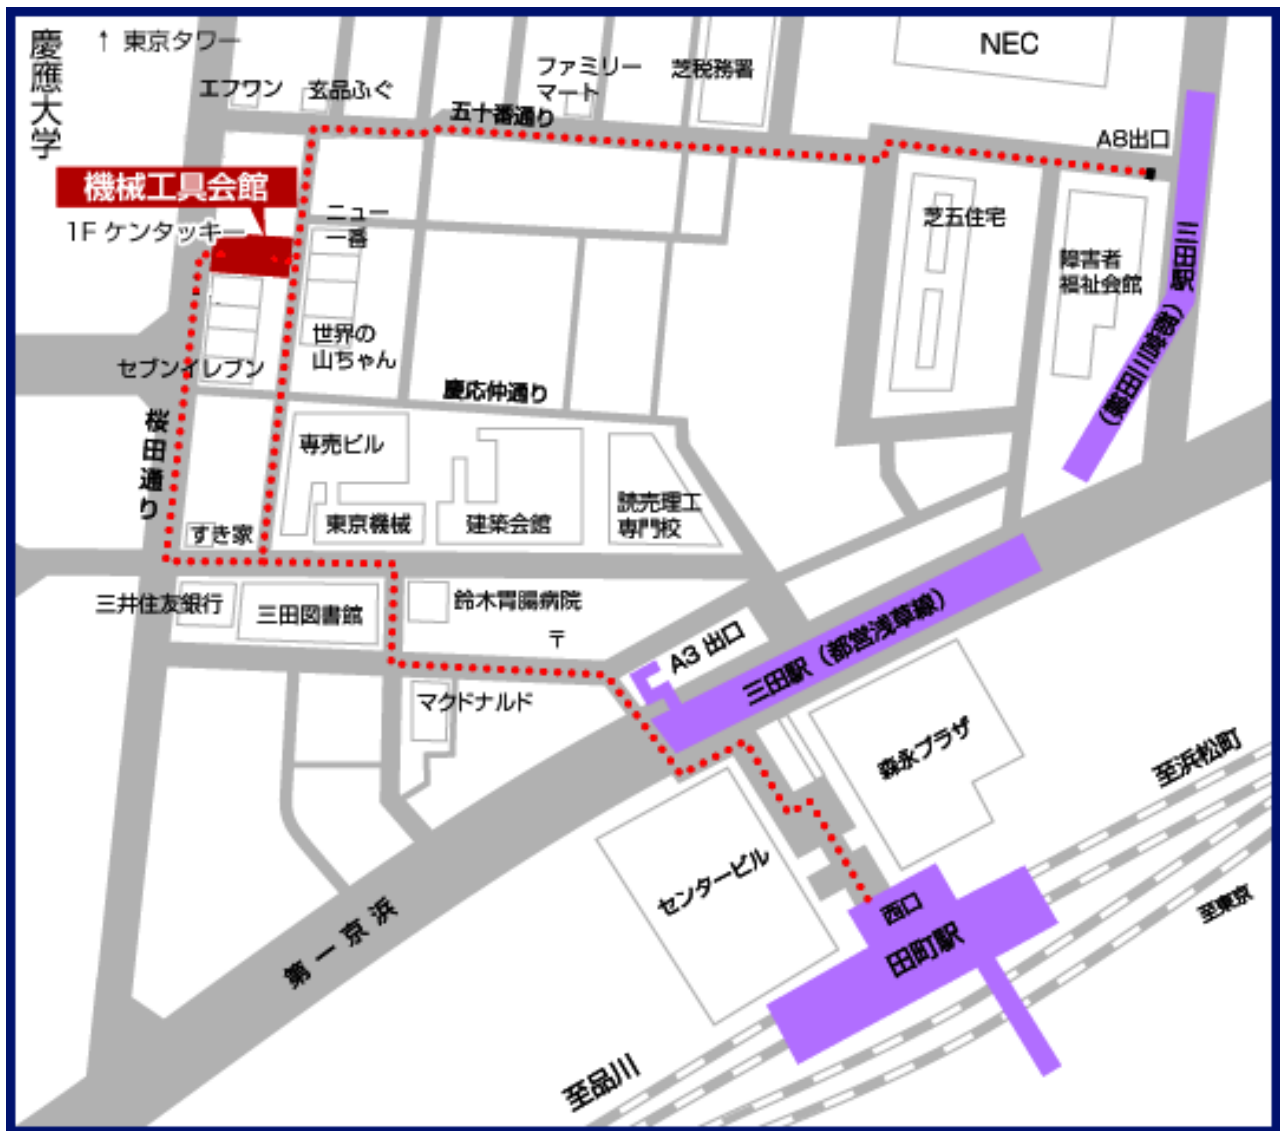 慶應大学
↑ 東京タワー
NEC
エフワン
玄品ふぐ
ファミリー
マート
芝税務署
五十番通り
A8出口
機械工具会館
1F ケンタッキー
ニュー
一番
芝五住宅
三田駅（都営三田線）
障害者
福祉会館
世界の
山ちゃん
セブンイレブン
慶応仲通り
桜田通り
専売ビル
東京機械
建築会館
読売理工
専門校
すき家
三井住友銀行
三田図書館
鈴木胃腸病院
〒
A3 出口
三田駅（都営浅草線）
マクドナルド
森永プラザ
至浜松町
センタービル
西口
田町駅
至東京
第一京浜
至品川